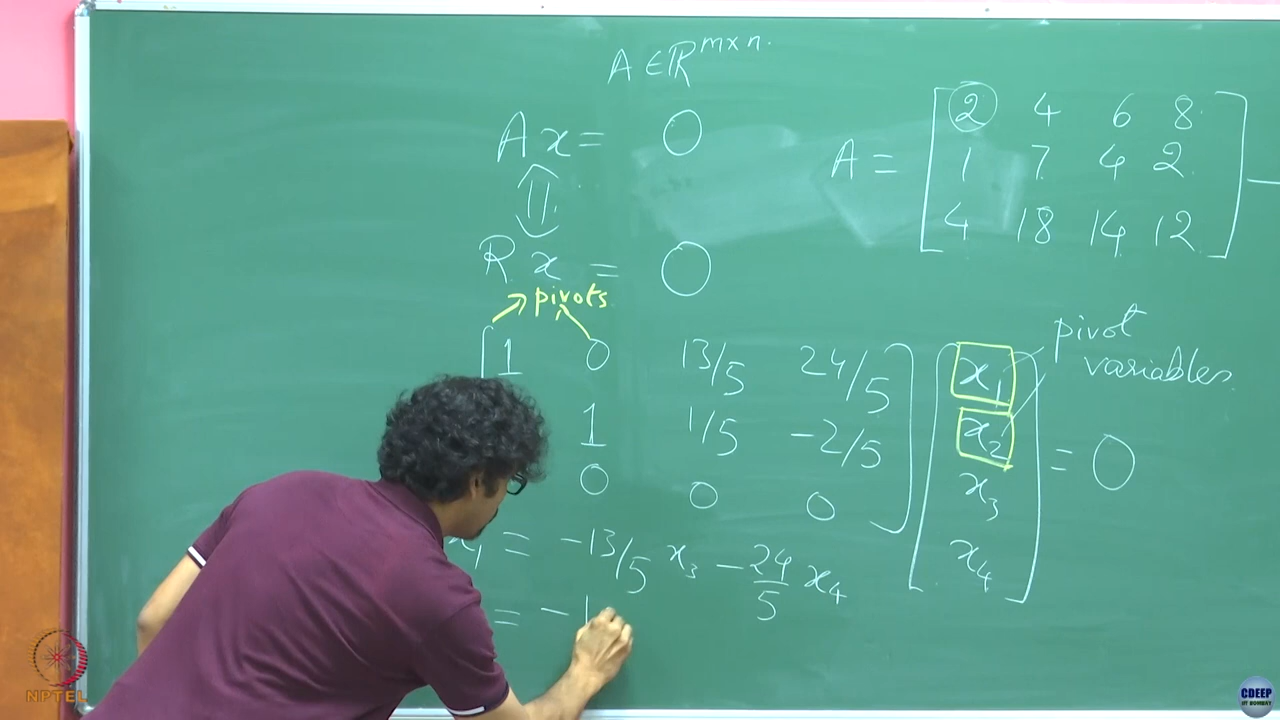 A ∈ ℝ^{m×n}.
Ax = 0
⇕
Rx = 0
A = [ 2 4 6 8
1 7 4 2
4 18 14 12 ]
→ pivots
[ 1 0 13/5 24/5
1 1/5 -2/5
0 0 0 ]
[ x₁
x₂
x₃
x₄ ] = 0
pivot
variables
x₁ = -13/5 x₃ - 24/5 x₄
= -1
NPTEL
CDEEP
IIT BOMBAY